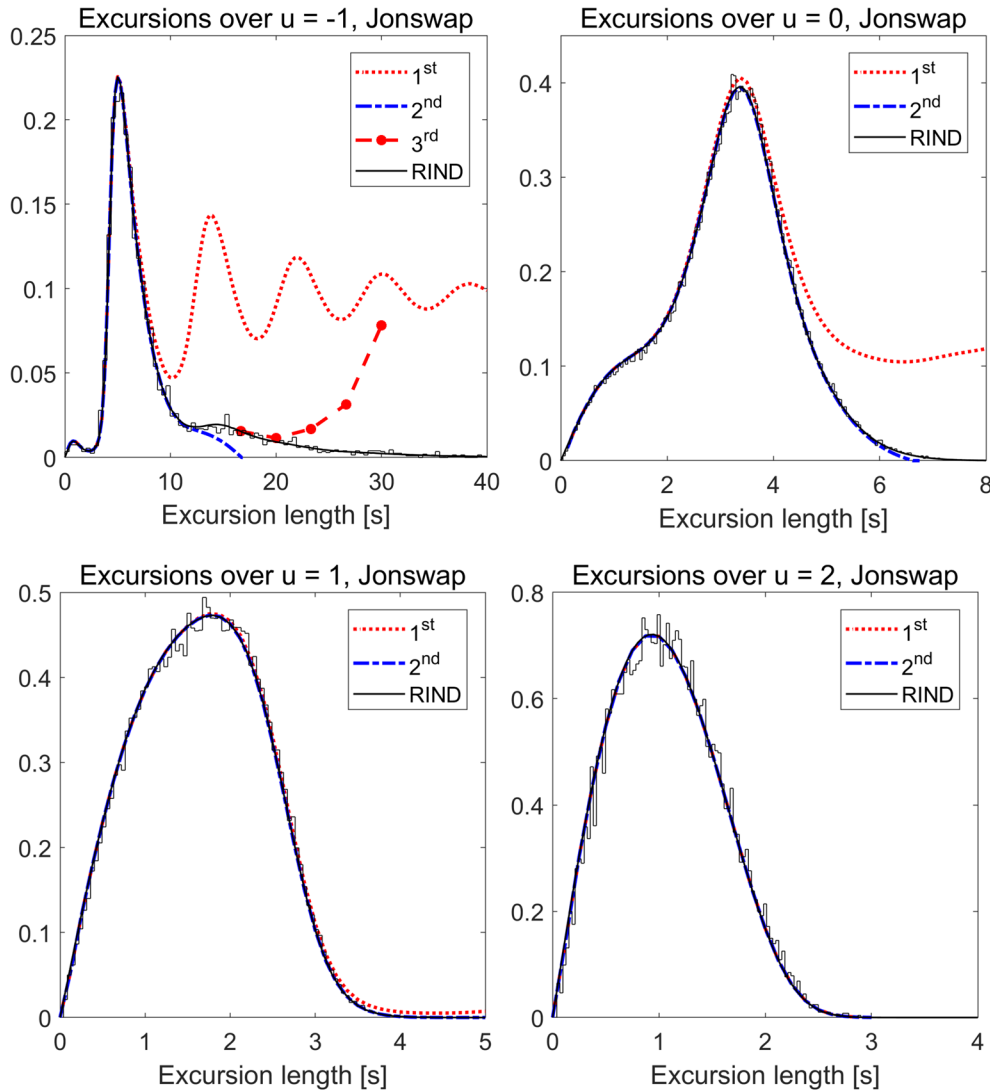 Excursions over u = -1, Jonswap
0.25
0.2
0.15
0.1
0.05
0
0 10 20 30 40
Excursion length [s]
1st
2nd
3rd
RIND
Excursions over u = 0, Jonswap
0.4
0.3
0.2
0.1
0
0 2 4 6 8
Excursion length [s]
1st
2nd
RIND
Excursions over u = 1, Jonswap
0.5
0.4
0.3
0.2
0.1
0
0 1 2 3 4 5
Excursion length [s]
1st
2nd
RIND
Excursions over u = 2, Jonswap
0.8
0.6
0.4
0.2
0
0 1 2 3 4
Excursion length [s]
1st
2nd
RIND